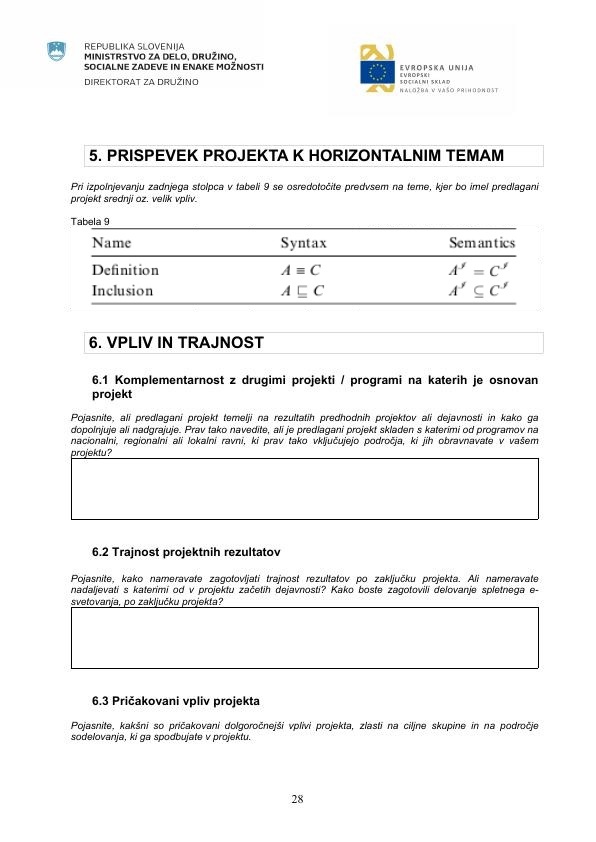 REPUBLIKA SLOVENIJA
MINISTRSTVO ZA DELO, DRUŽINO,
SOCIALNE ZADEVE IN ENAKE MOŽNOSTI
DIREKTORAT ZA DRUŽINO
EVROPSKA UNIJA
EVROPSKI
SOCIALNI SKLAD
NALOŽBA V VAŠO PRIHODNOST
5. PRISPEVEK PROJEKTA K HORIZONTALNIM TEMAM
Pri izpolnjevanju zadnjega stolpca v tabeli 9 se osredotočite predvsem na teme, kjer bo imel predlagani
projekt srednji oz. velik vpliv.
Tabela 9
Name Syntax Semantics
Definition A ≡ C A^ℐ = C^ℐ
Inclusion A ⊑ C A^ℐ ⊆ C^ℐ
6. VPLIV IN TRAJNOST
6.1 Komplementarnost z drugimi projekti / programi na katerih je osnovan
projekt
Pojasnite, ali predlagani projekt temelji na rezultatih predhodnih projektov ali dejavnosti in kako ga
dopolnjuje ali nadgrajuje. Prav tako navedite, ali je predlagani projekt skladen s katerimi od programov na
nacionalni, regionalni ali lokalni ravni, ki prav tako vključujejo področja, ki jih obravnavate v vašem
projektu?
6.2 Trajnost projektnih rezultatov
Pojasnite, kako nameravate zagotovljati trajnost rezultatov po zaključku projekta. Ali nameravate
nadaljevati s katerimi od v projektu začetih dejavnosti? Kako boste zagotovili delovanje spletnega e-
svetovanja, po zaključku projekta?
6.3 Pričakovani vpliv projekta
Pojasnite, kakšni so pričakovani dolgoročnejši vplivi projekta, zlasti na ciljne skupine in na področje
sodelovanja, ki ga spodbujate v projektu.
28